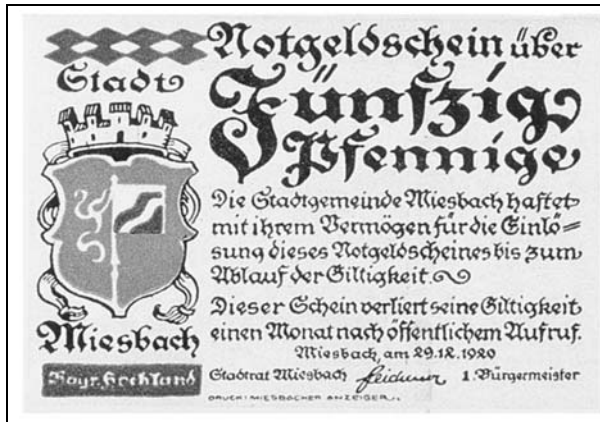 Stadt
Miesbach
Bayr. Hochland
Notgeldschein über
Fünfzig
Pfennige
Die Stadtgemeinde Miesbach haftet
mit ihrem Vermögen für die Einlö=
sung dieses Notgeldscheines bis zum
Ablauf der Giltigkeit.
Dieser Schein verliert seine Giltigkeit
einen Monat nach öffentlichem Aufruf.
Miesbach, am 29.12.1920
Stadtrat Miesbach 1. Bürgermeister
DRUCK: MIESBACHER ANZEIGER.